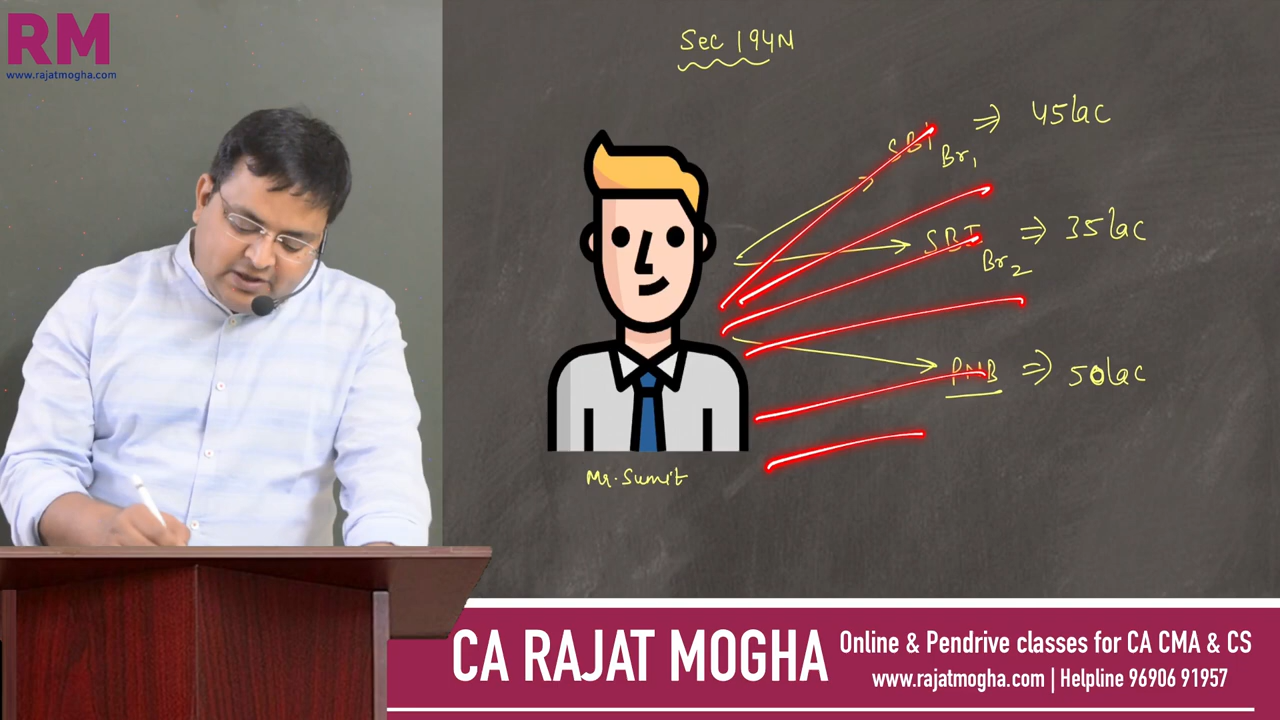 RM
www.rajatmogha.com
Sec 194N
SBI Br1 => 45lac
SBI Br2 => 35lac
PNB => 50lac
Mr. Sumit
CA RAJAT MOGHA
Online & Pendrive classes for CA CMA & CS
www.rajatmogha.com | Helpline 96906 91957